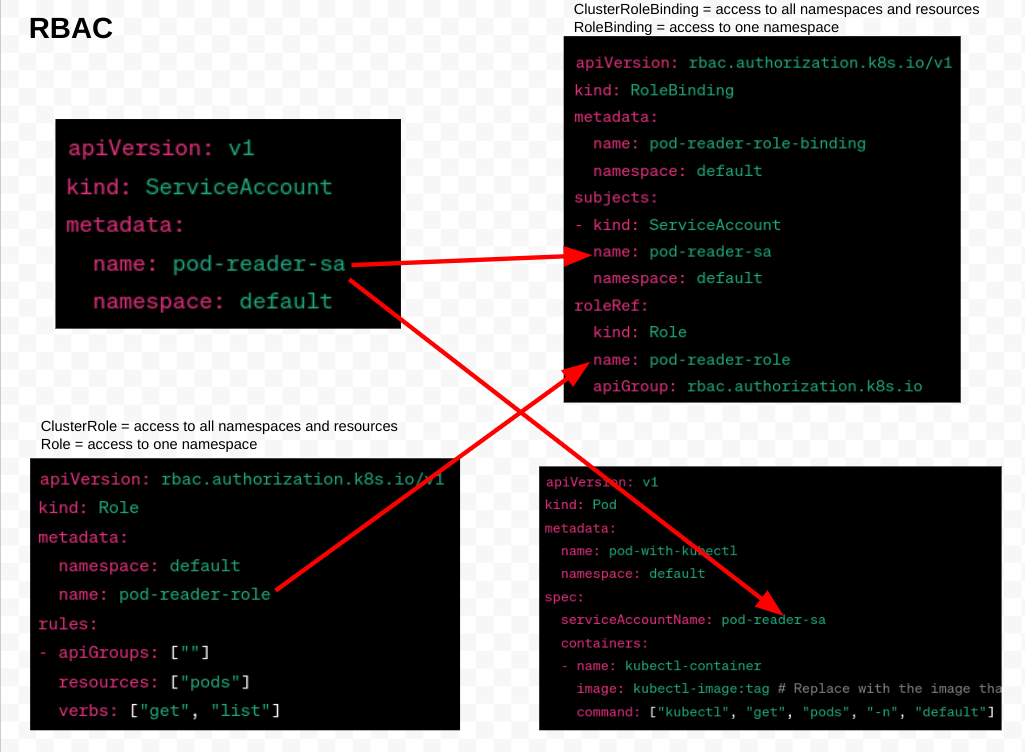 RBAC
ClusterRoleBinding = access to all namespaces and resources
RoleBinding = access to one namespace
apiVersion: v1
kind: ServiceAccount
metadata:
  name: pod-reader-sa
  namespace: default
apiVersion: rbac.authorization.k8s.io/v1
kind: RoleBinding
metadata:
  name: pod-reader-role-binding
  namespace: default
subjects:
- kind: ServiceAccount
  name: pod-reader-sa
  namespace: default
roleRef:
  kind: Role
  name: pod-reader-role
  apiGroup: rbac.authorization.k8s.io
ClusterRole = access to all namespaces and resources
Role = access to one namespace
apiVersion: rbac.authorization.k8s.io/v1
kind: Role
metadata:
  namespace: default
  name: pod-reader-role
rules:
- apiGroups: [""]
  resources: ["pods"]
  verbs: ["get", "list"]
apiVersion: v1
kind: Pod
metadata:
  name: pod-with-kubectl
  namespace: default
spec:
  serviceAccountName: pod-reader-sa
  containers:
  - name: kubectl-container
    image: kubectl-image:tag # Replace with the image tha
    command: ["kubectl", "get", "pods", "-n", "default"]